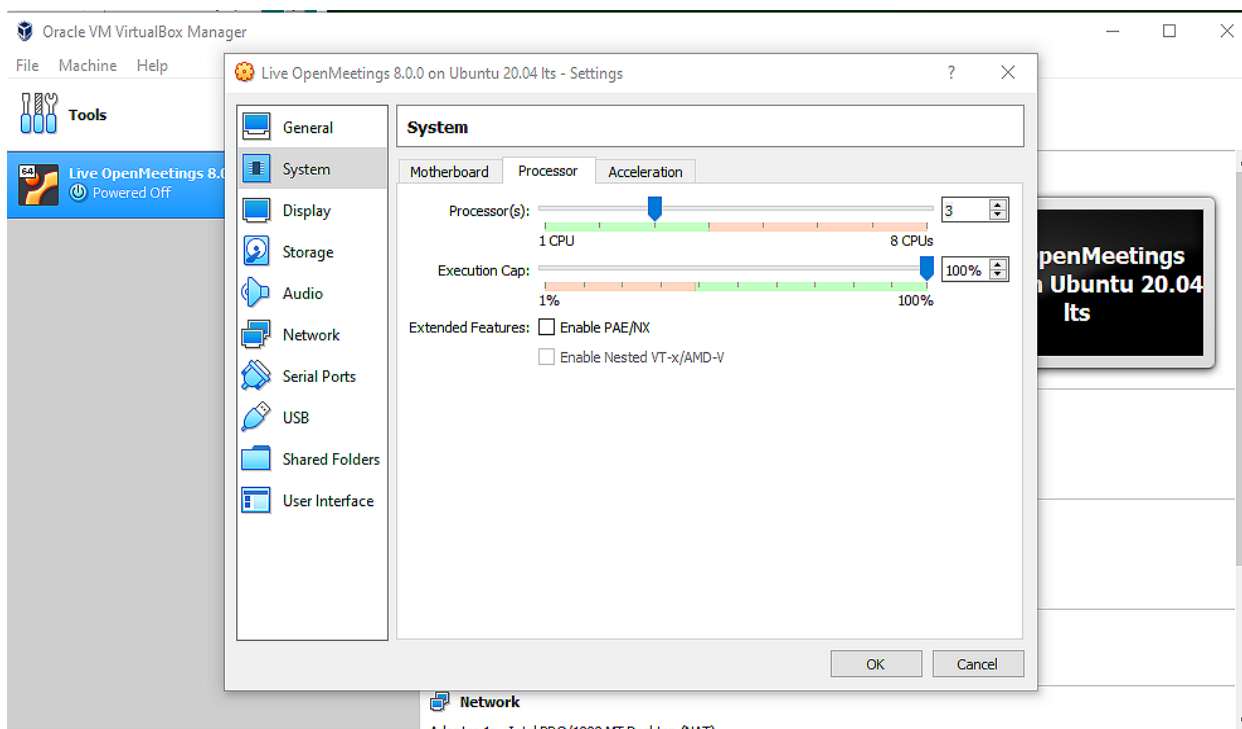 Oracle VM VirtualBox Manager
File Machine Help
Tools
64
Live OpenMeetings 8.0
Powered Off
Live OpenMeetings 8.0.0 on Ubuntu 20.04 lts - Settings
?
General
System
Display
Storage
Audio
Network
Serial Ports
USB
Shared Folders
User Interface
System
Motherboard Processor Acceleration
Processor(s): 3
1 CPU 8 CPUs
Execution Cap: 100%
1% 100%
Extended Features: Enable PAE/NX
Enable Nested VT-x/AMD-V
OK Cancel
penMeetings
Ubuntu 20.04
lts
Network